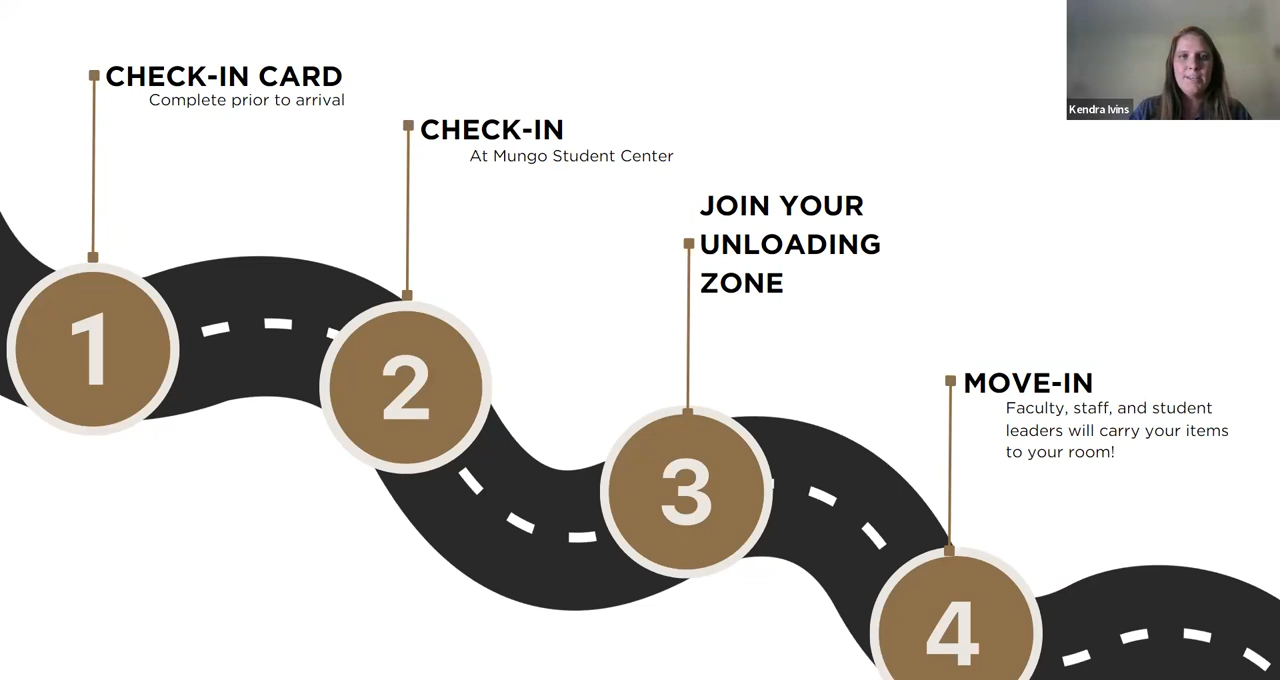 CHECK-IN CARD
Complete prior to arrival
CHECK-IN
At Mungo Student Center
JOIN YOUR
UNLOADING
ZONE
MOVE-IN
Faculty, staff, and student
leaders will carry your items
to your room!
1
2
3
4
Kendra Ivins